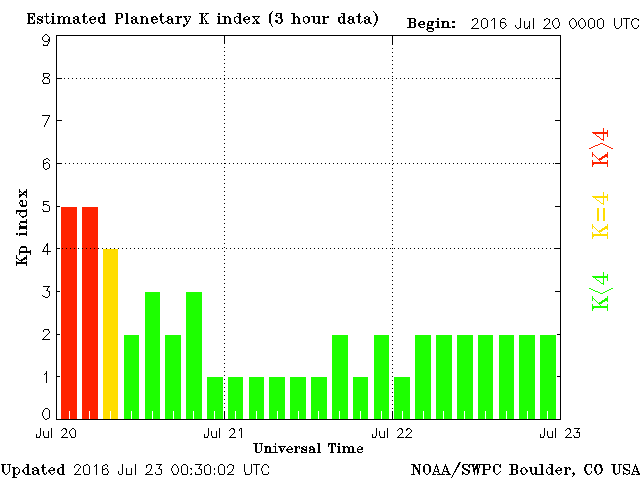 Estimated Planetary K index (3 hour data) Begin: 2016 Jul 20 0000 UTC
9
8
7
6
5
4
3
2
1
0
Kp index
K>4
K=4
K<4
Jul 20 Jul 21 Jul 22 Jul 23
Universal Time
Updated 2016 Jul 23 00:30:02 UTC NOAA/SWPC Boulder, CO USA